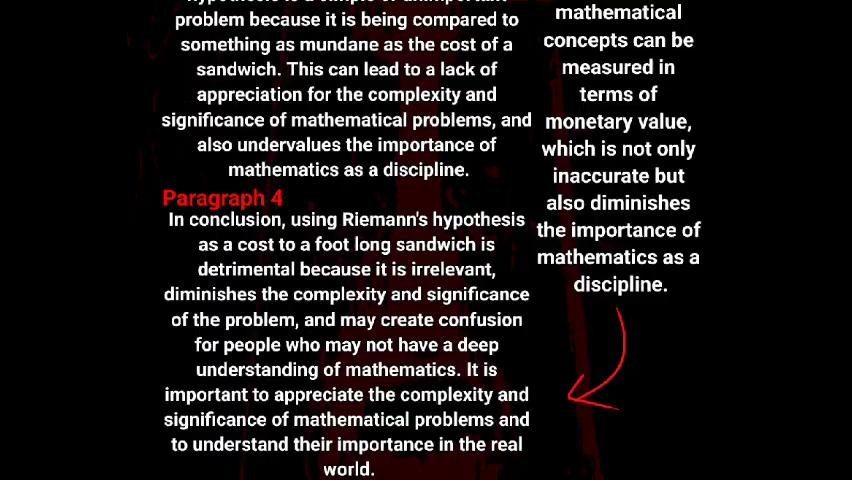 hypothesis is a simple or unimportant
problem because it is being compared to
something as mundane as the cost of a
sandwich. This can lead to a lack of
appreciation for the complexity and
significance of mathematical problems, and
also undervalues the importance of
mathematics as a discipline.
Paragraph 4
In conclusion, using Riemann's hypothesis
as a cost to a foot long sandwich is
detrimental because it is irrelevant,
diminishes the complexity and significance
of the problem, and may create confusion
for people who may not have a deep
understanding of mathematics. It is
important to appreciate the complexity and
significance of mathematical problems and
to understand their importance in the real
world.
mathematical
concepts can be
measured in
terms of
monetary value,
which is not only
inaccurate but
also diminishes
the importance of
mathematics as a
discipline.